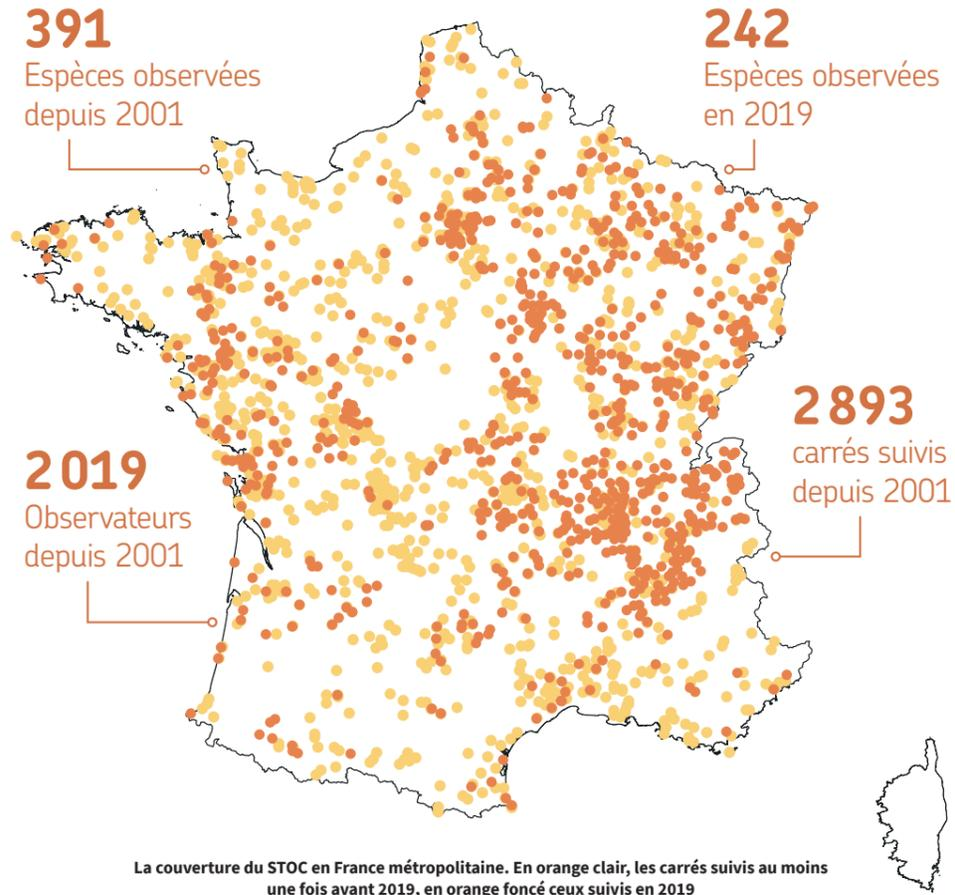 391
Espèces observées
depuis 2001
242
Espèces observées
en 2019
2 893
carrés suivis
depuis 2001
2 019
Observateurs
depuis 2001
La couverture du STOC en France métropolitaine. En orange clair, les carrés suivis au moins
une fois avant 2019, en orange foncé ceux suivis en 2019